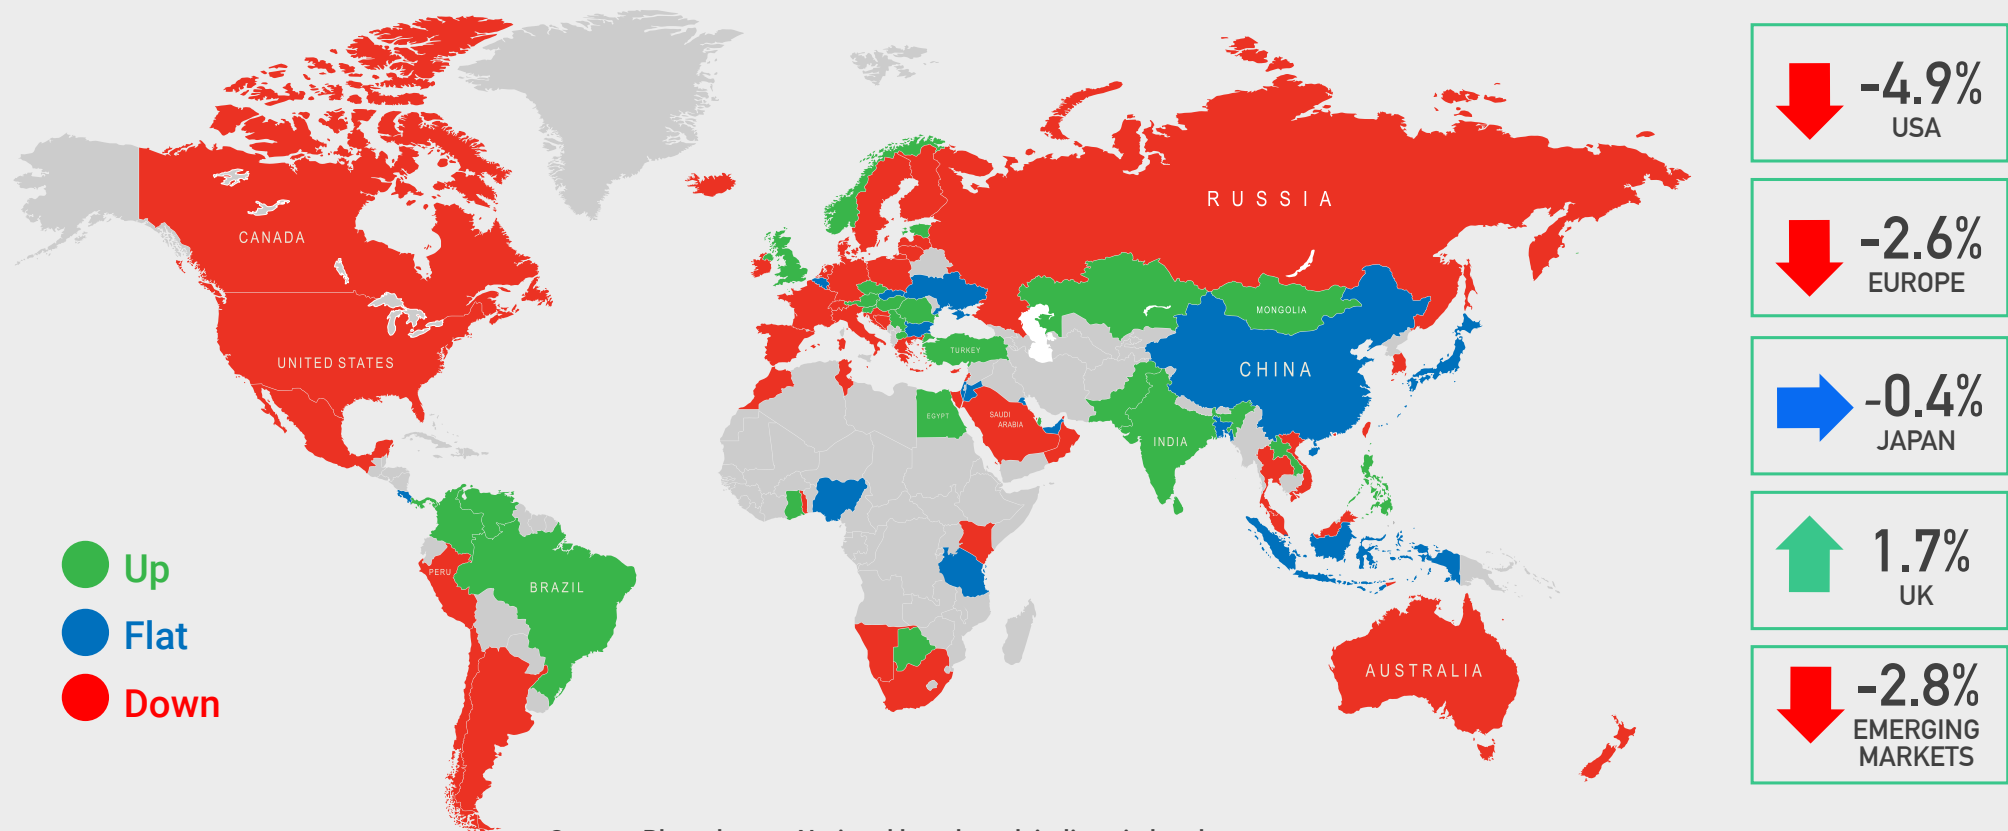 CANADA
UNITED STATES
RUSSIA
MONGOLIA
CHINA
TURKEY
EGYPT
SAUDI
ARABIA
INDIA
PERU
BRAZIL
AUSTRALIA
Up
Flat
Down
-4.9%
USA
-2.6%
EUROPE
-0.4%
JAPAN
1.7%
UK
-2.8%
EMERGING
MARKETS